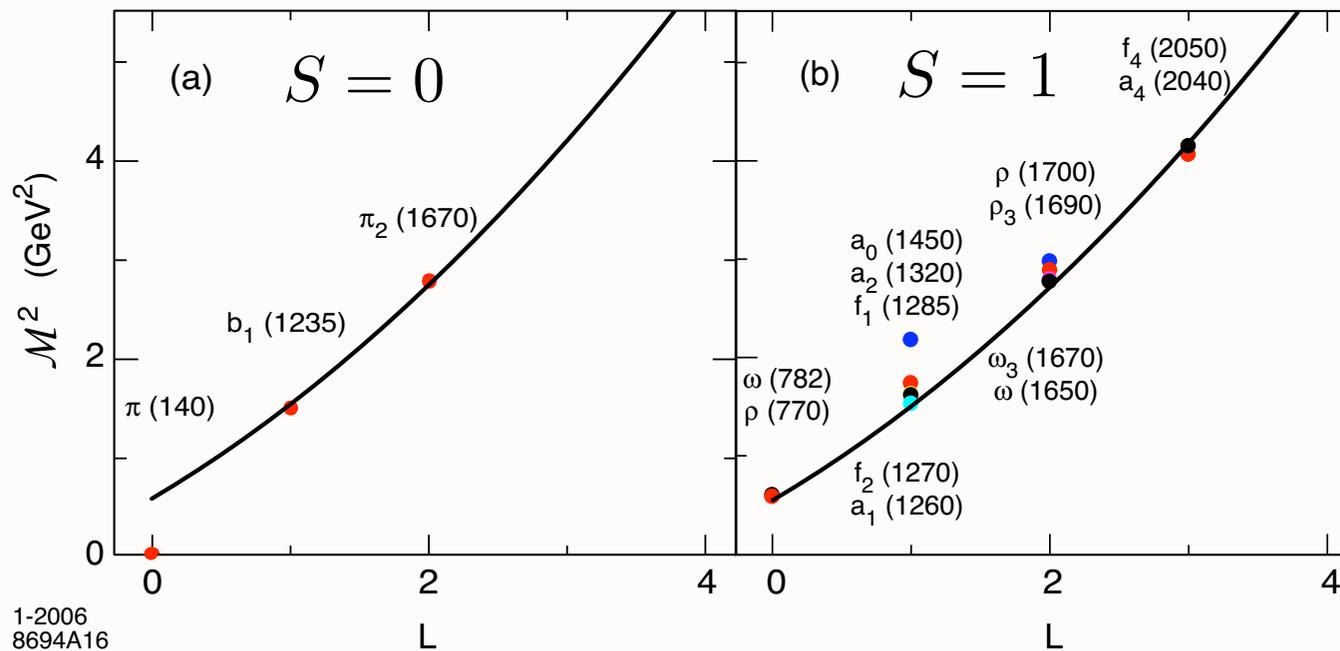 (a) S = 0
π₂ (1670)
b₁ (1235)
π (140)
ℳ² (GeV²)
4
2
0
0 2 4
L
(b) S = 1
f₄ (2050)
a₄ (2040)
ρ (1700)
ρ₃ (1690)
a₀ (1450)
a₂ (1320)
f₁ (1285)
ω₃ (1670)
ω (1650)
ω (782)
ρ (770)
f₂ (1270)
a₁ (1260)
0 2 4
L
1-2006
8694A16